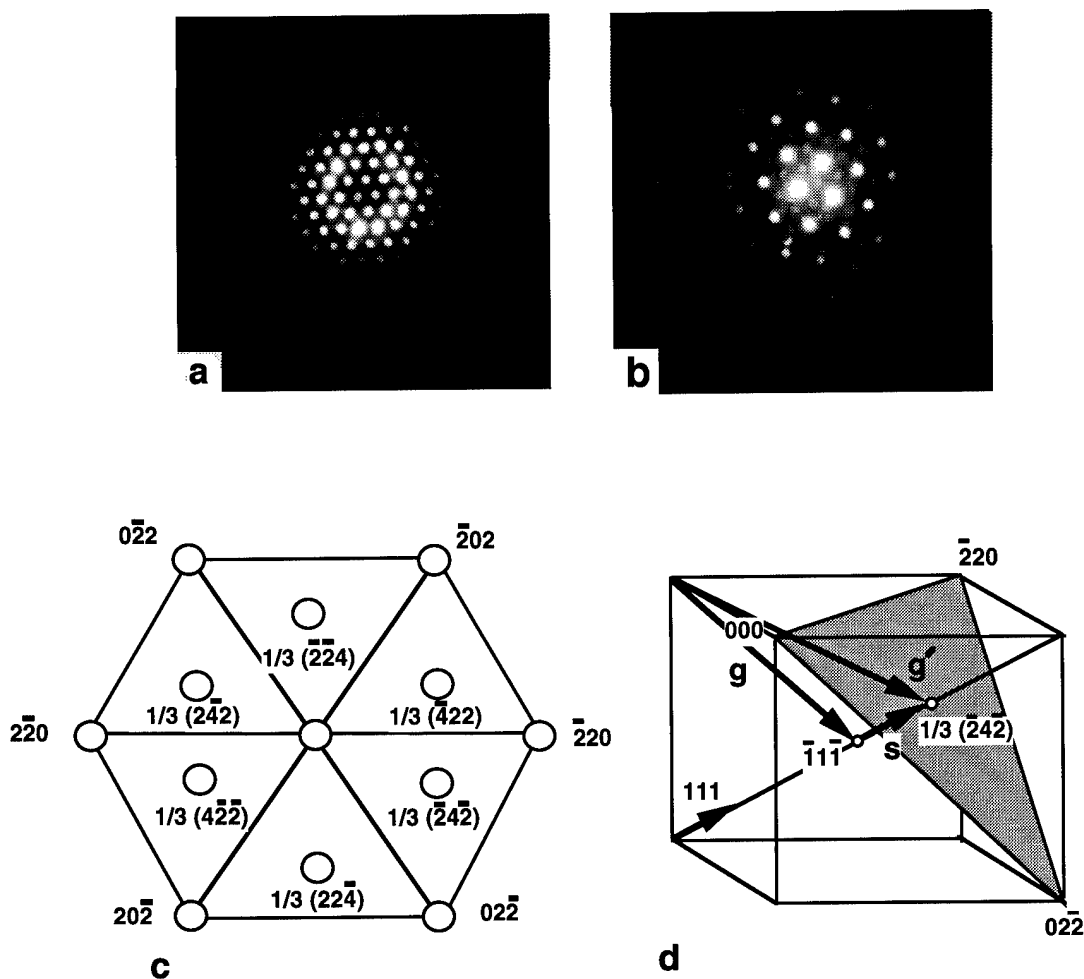 a
b
0̅2̅2
2̅02
1/3 (2̅2̅4)
1/3 (24̅2)
1/3 (4̅22)
22̅0
2̅20
1/3 (42̅2̅)
1/3 (2̅42̅)
1/3 (224̅)
202̅
022̅
c
2̅20
000
g
g′
1̅11̅
s
1/3 (2̅42̅)
111
022̅
d